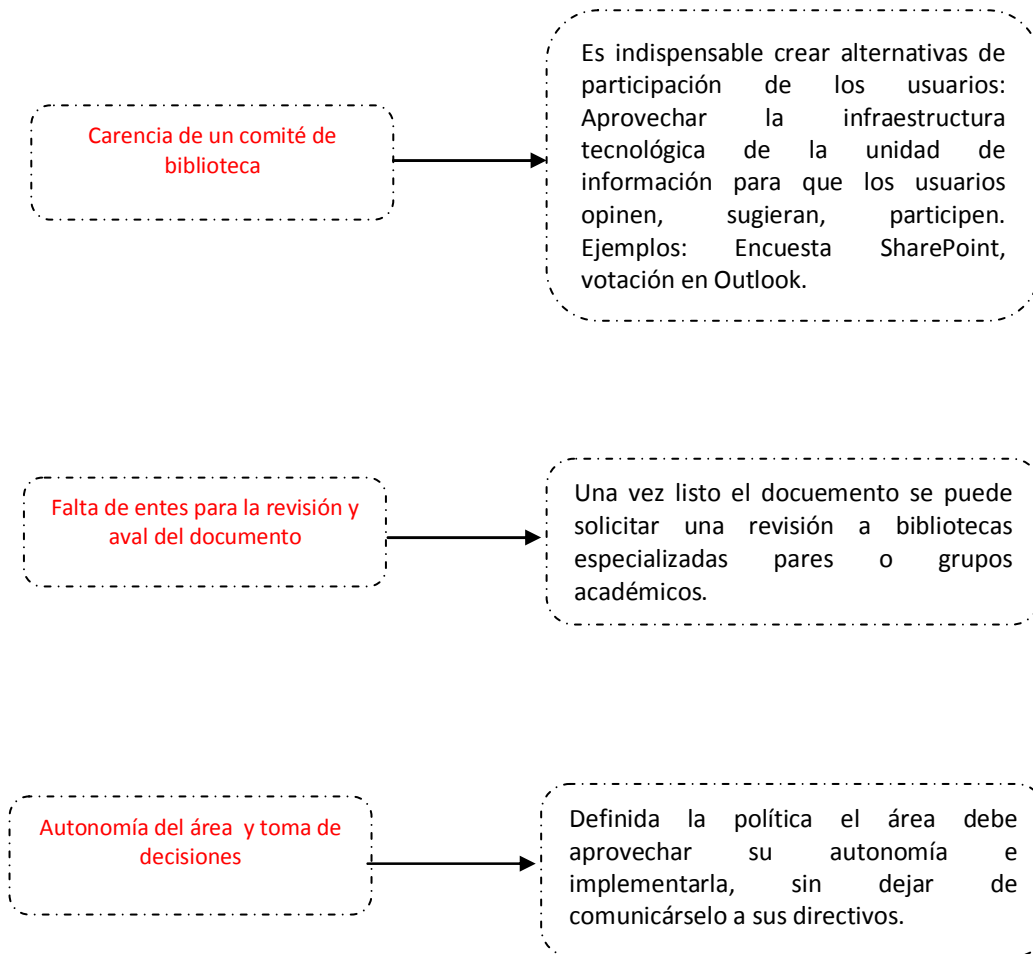 Carencia de un comité de
biblioteca
Es indispensable crear alternativas de
participación de los usuarios:
Aprovechar la infraestructura
tecnológica de la unidad de
información para que los usuarios
opinen, sugieran, participen.
Ejemplos: Encuesta SharePoint,
votación en Outlook.
Falta de entes para la revisión y
aval del documento
Una vez listo el docuemento se puede
solicitar una revisión a bibliotecas
especializadas pares o grupos
académicos.
Autonomía del área y toma de
decisiones
Definida la política el área debe
aprovechar su autonomía e
implementarla, sin dejar de
comunicárselo a sus directivos.